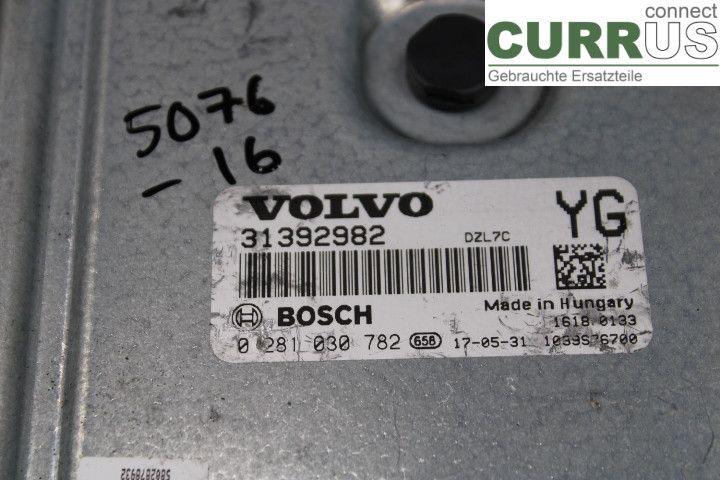 connect
CURRUS
Gebrauchte Ersatzteile
5076
-16
VOLVO
YG
31392982
DZL7C
Made in Hungary
BOSCH
1618 0133
0 281 030 782 658 17-05-31 1039S76700
5802878932